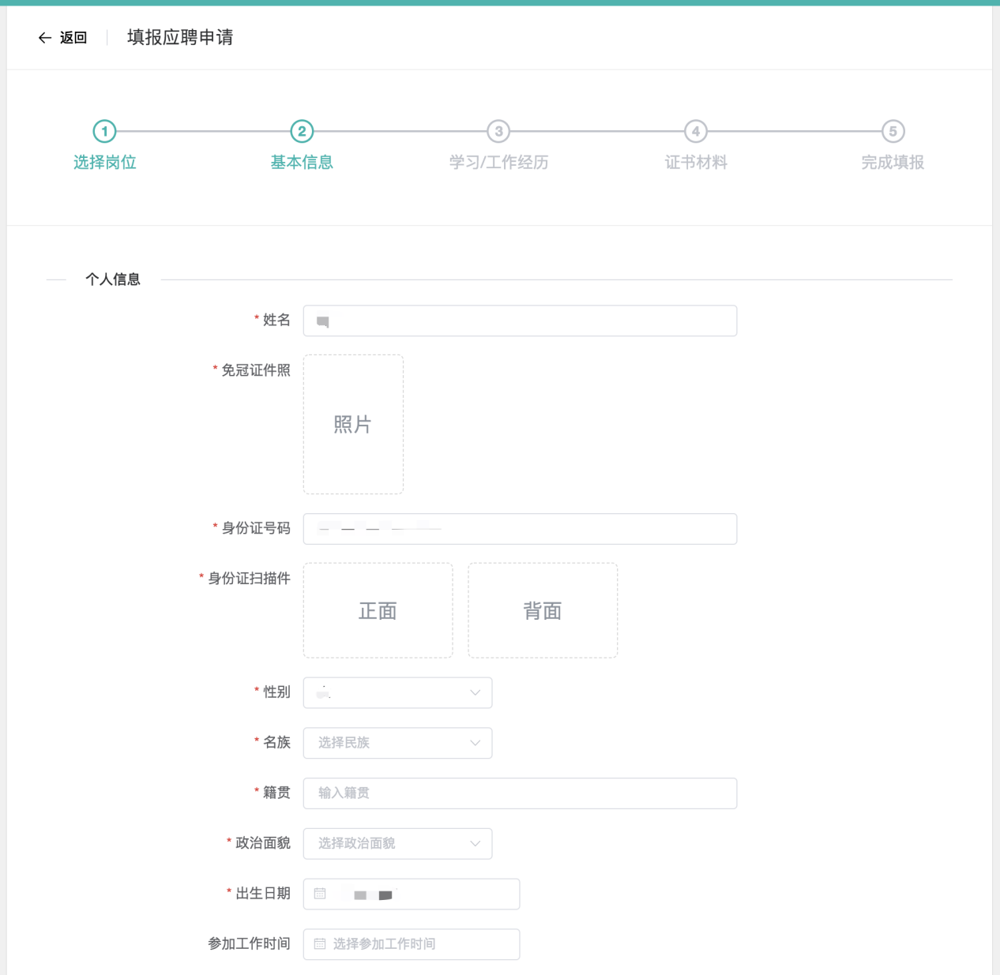 返回 填报应聘申请
1 2 3 4 5
选择岗位 基本信息 学习/工作经历 证书材料 完成填报
个人信息
* 姓名
* 免冠证件照
照片
* 身份证号码
* 身份证扫描件
正面 背面
* 性别
* 名族 选择民族
* 籍贯 输入籍贯
* 政治面貌 选择政治面貌
* 出生日期
参加工作时间 选择参加工作时间